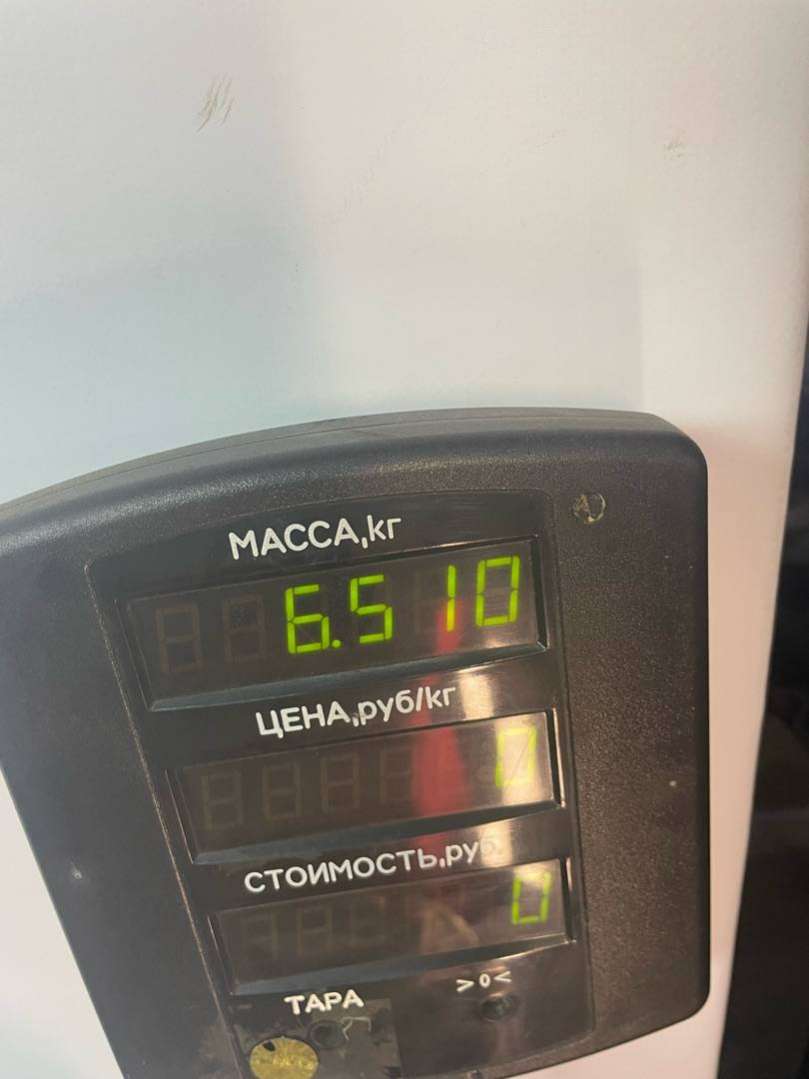 МАССА,кг
6.510
ЦЕНА,руб/кг
0
СТОИМОСТЬ,руб
0
ТАРА >0<